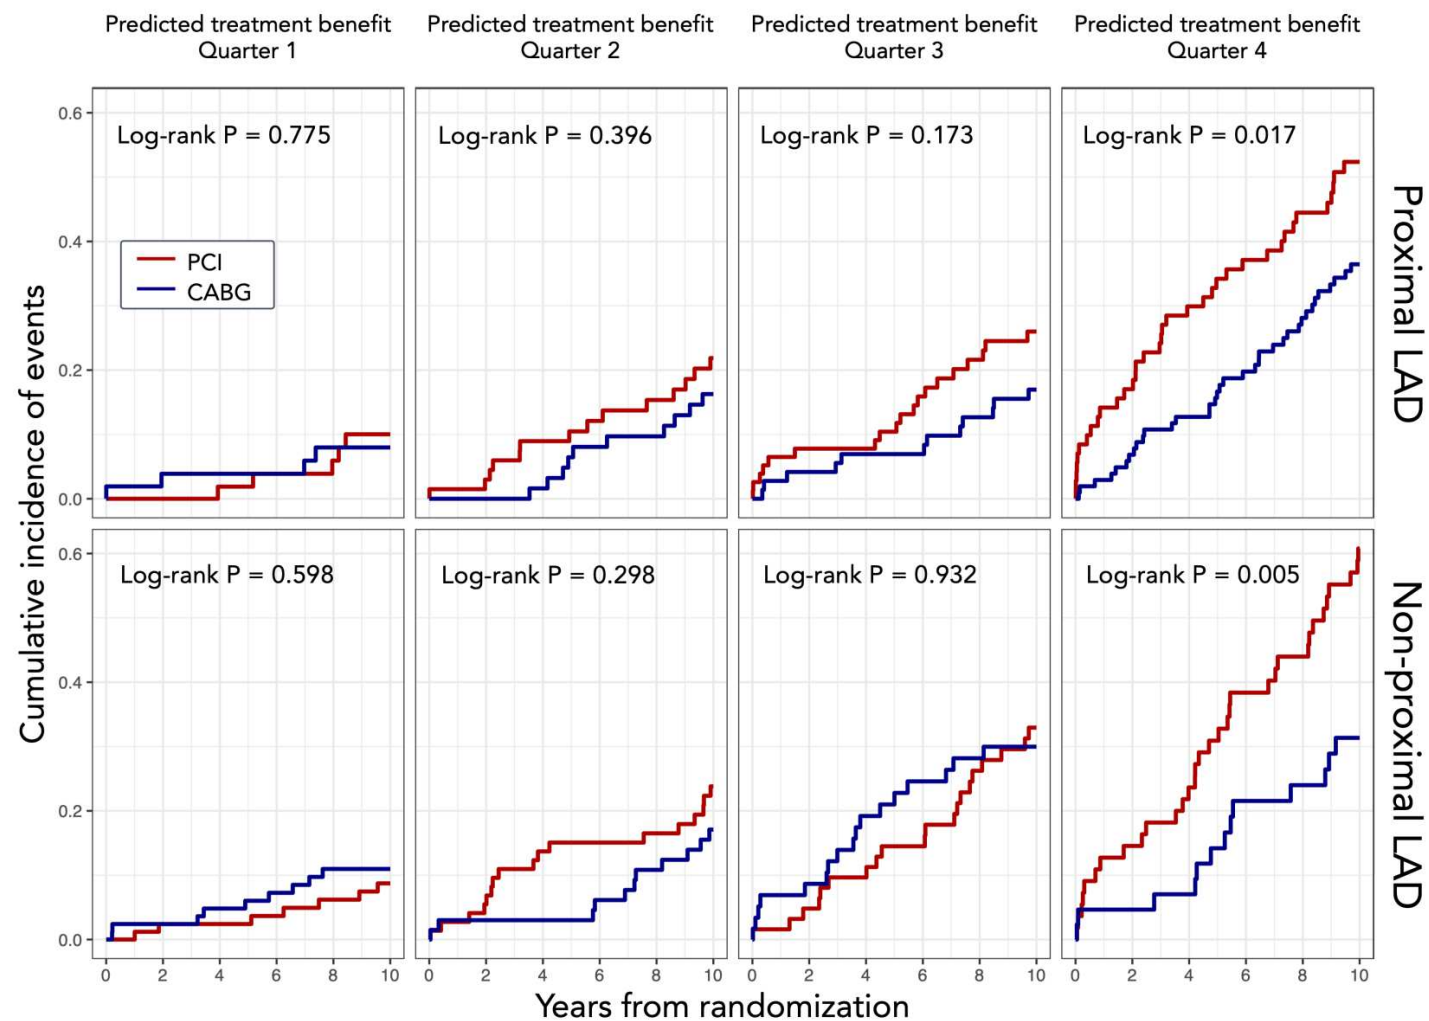 Predicted treatment benefit
Quarter 1
Predicted treatment benefit
Quarter 2
Predicted treatment benefit
Quarter 3
Predicted treatment benefit
Quarter 4
Cumulative incidence of events
0.6
0.4
0.2
0.0
Log-rank P = 0.775
PCI
CABG
Log-rank P = 0.396
Log-rank P = 0.173
Log-rank P = 0.017
Proximal LAD
0.6
0.4
0.2
0.0
Log-rank P = 0.598
Log-rank P = 0.298
Log-rank P = 0.932
Log-rank P = 0.005
Non-proximal LAD
0 2 4 6 8 10
0 2 4 6 8 10
0 2 4 6 8 10
0 2 4 6 8 10
Years from randomization